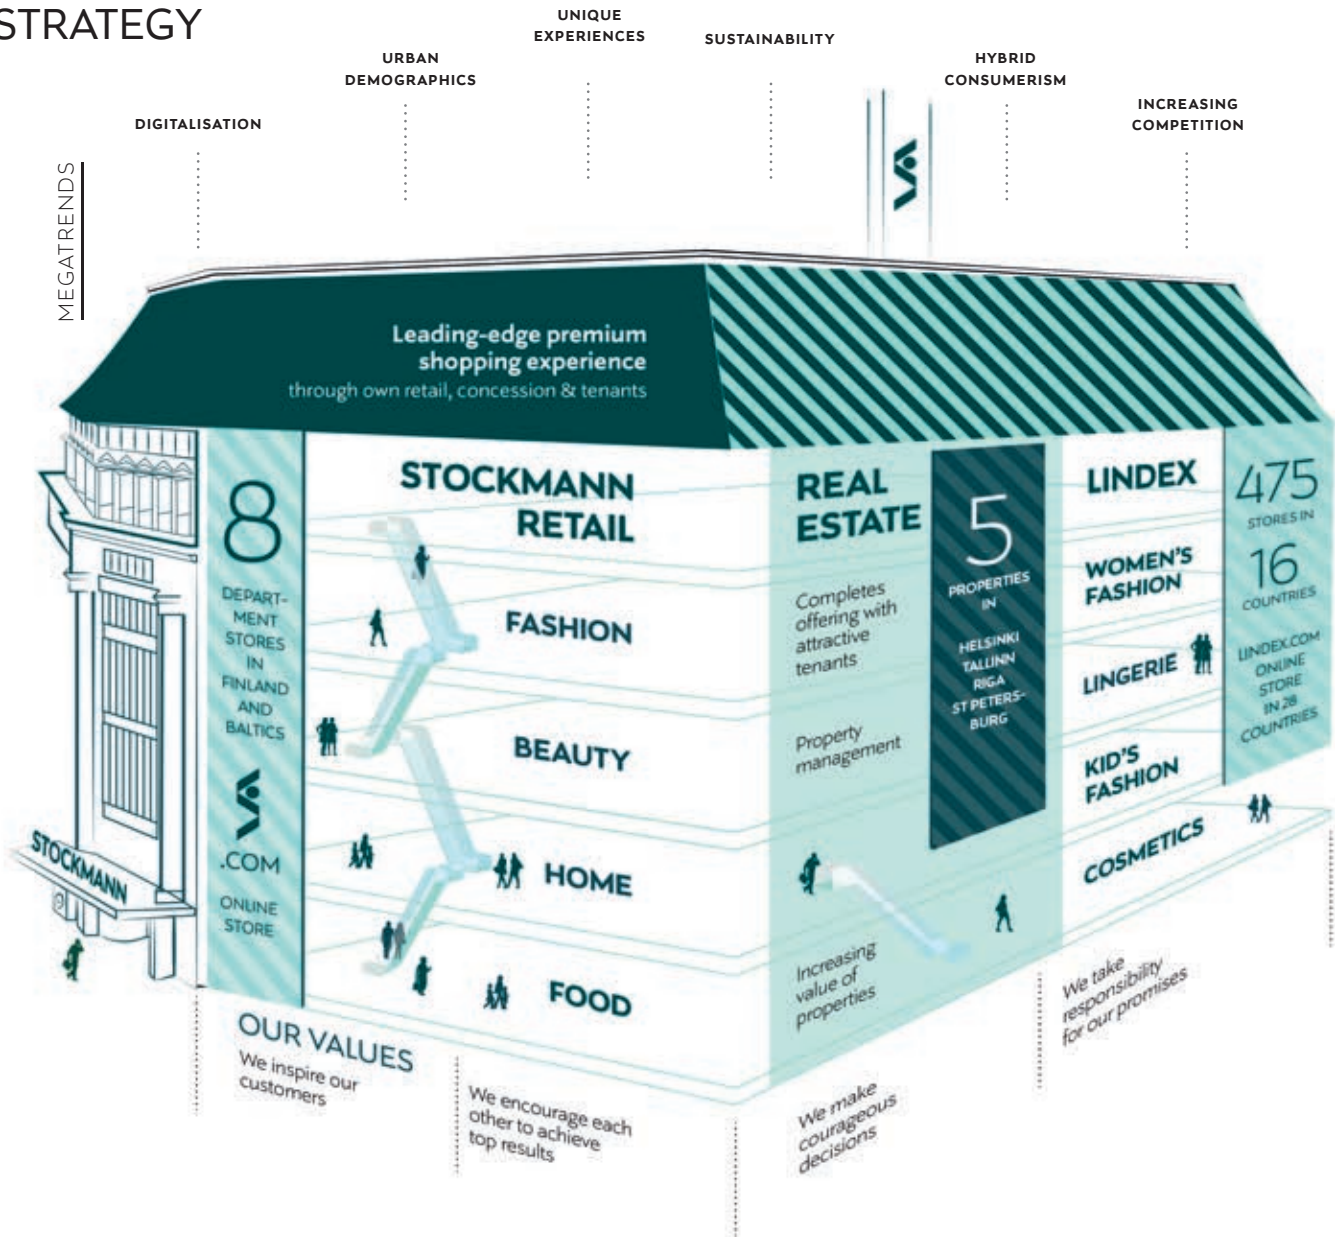 STRATEGY
MEGATRENDS
DIGITALISATION
URBAN
DEMOGRAPHICS
UNIQUE
EXPERIENCES
SUSTAINABILITY
HYBRID
CONSUMERISM
INCREASING
COMPETITION
Leading-edge premium
shopping experience
through own retail, concession & tenants
STOCKMANN
8
DEPART-
MENT
STORES
IN
FINLAND
AND
BALTICS
.COM
ONLINE
STORE
STOCKMANN
RETAIL
FASHION
BEAUTY
HOME
FOOD
REAL
ESTATE
Completes
offering with
attractive
tenants
Property
management
Increasing
value of
properties
5
PROPERTIES
IN
HELSINKI
TALLINN
RIGA
ST PETERS-
BURG
LINDEX
WOMEN'S
FASHION
LINGERIE
KID'S
FASHION
COSMETICS
475
STORES IN
16
COUNTRIES
LINDEX.COM
ONLINE
STORE
IN 28
COUNTRIES
OUR VALUES
We inspire our
customers
We encourage each
other to achieve
top results
We make
courageous
decisions
We take
responsibility
for our promises